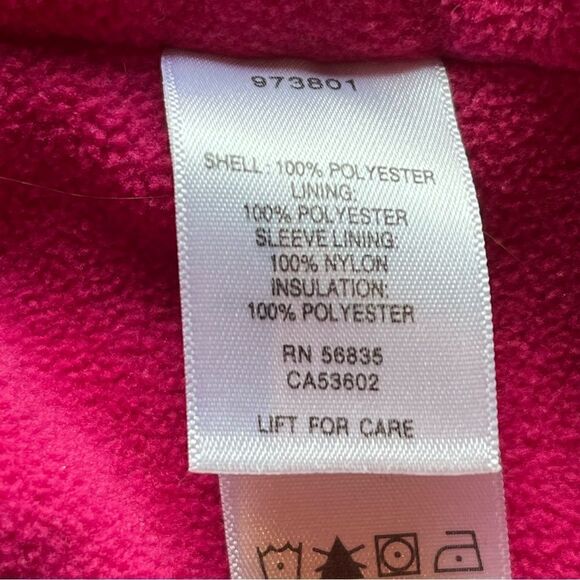 973801
SHELL: 100% POLYESTER
LINING:
100% POLYESTER
SLEEVE LINING:
100% NYLON
INSULATION:
100% POLYESTER
RN 56835
CA53602
LIFT FOR CARE